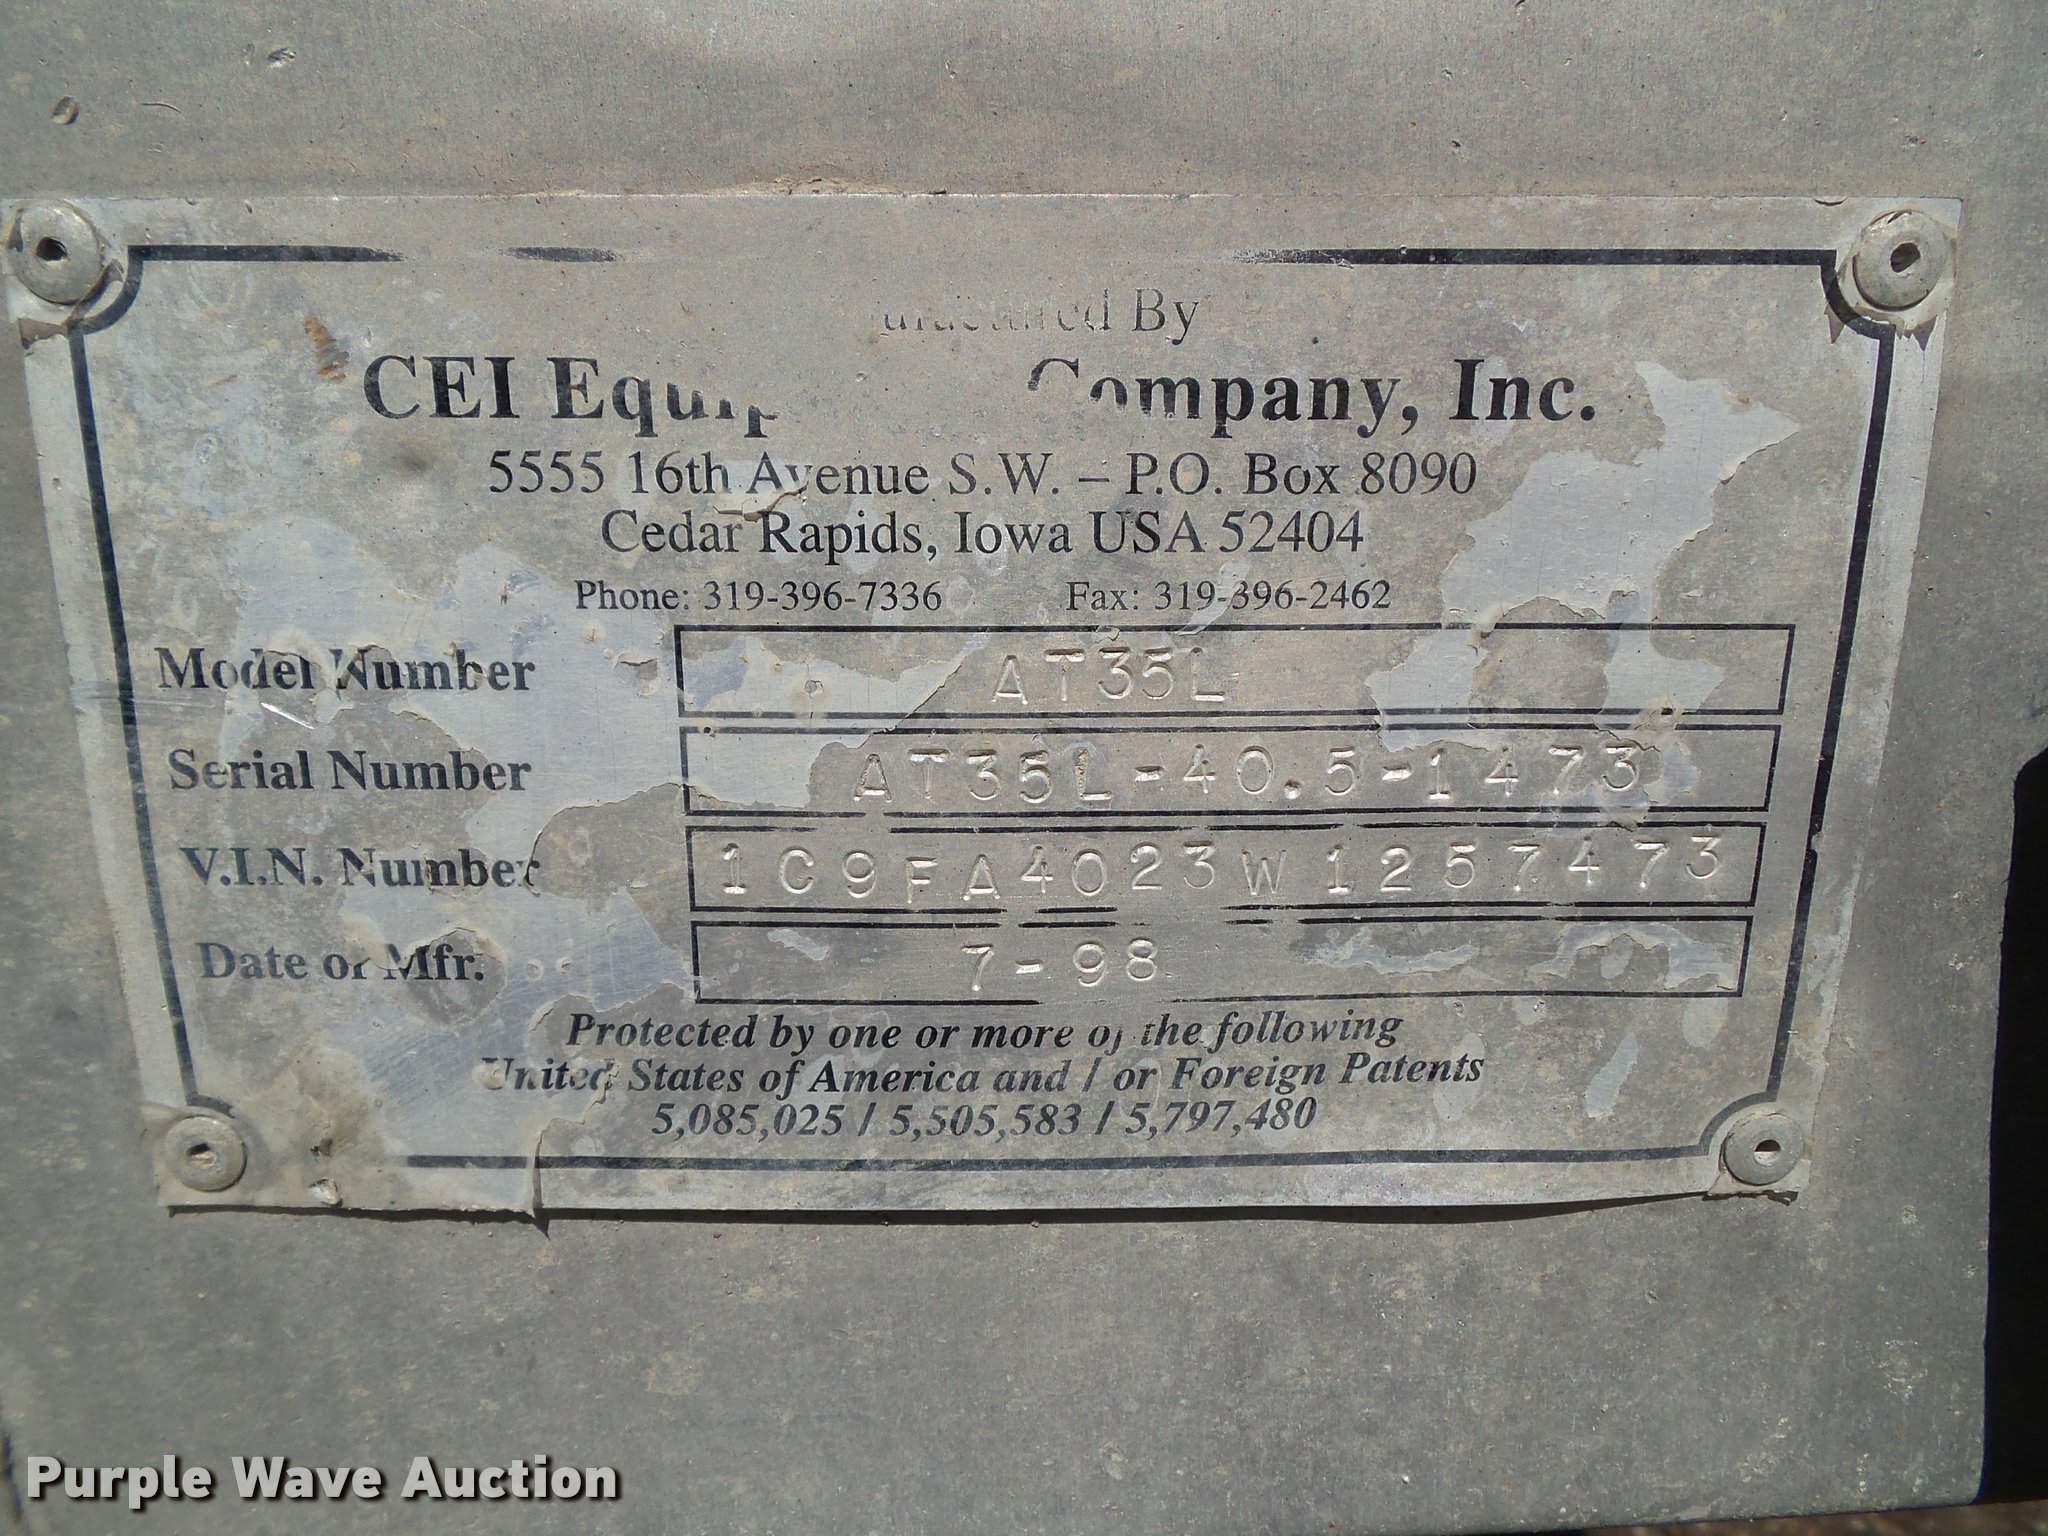 By
CEI Company, Inc.
5555 16th Avenue S.W. – P.O. Box 8090
Cedar Rapids, Iowa USA 52404
Phone: 319-396-7336 Fax: 319-396-2462
Model Number AT35L
Serial Number AT35L-40.5-1473
V.I.N. Number 1C9FA4023W1257473
Date of Mfr. 7-98
Protected by one or more of the following
United States of America and / or Foreign Patents
5,085,025 / 5,505,583 / 5,797,480
Purple Wave Auction